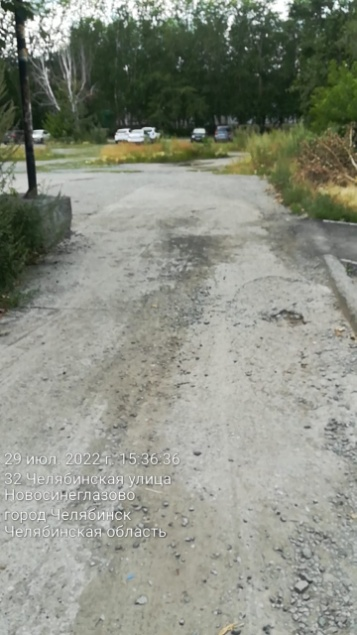 29 июл. 2022 г. 15:36:36
32 Челябинская улица
Новосинеглазово
город Челябинск
Челябинская область